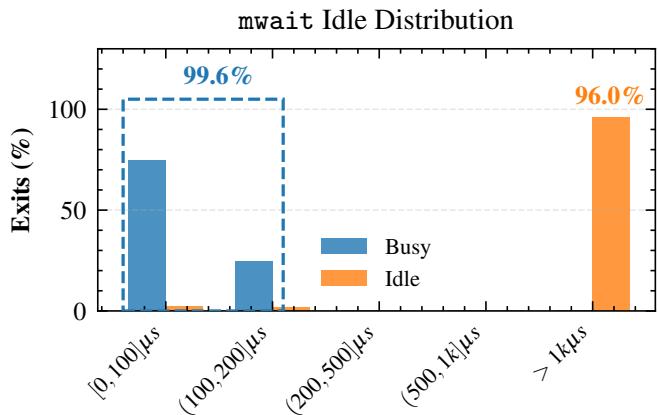 mwait Idle Distribution
99.6%
96.0%
Exits (%)
100
50
0
Busy
Idle
[0,100]μs
(100,200]μs
(200,500]μs
(500,1k]μs
> 1kμs